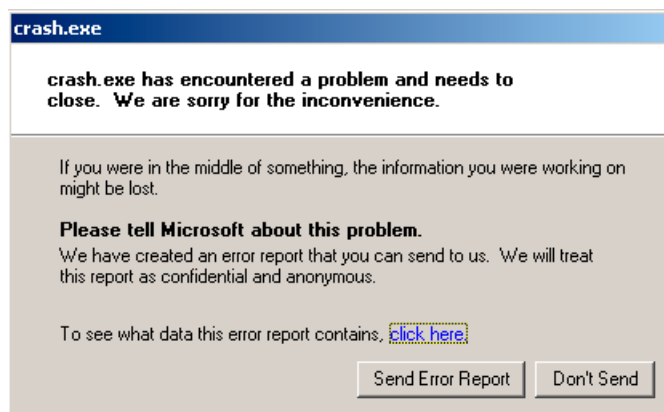 crash.exe
crash.exe has encountered a problem and needs to
close.  We are sorry for the inconvenience.
If you were in the middle of something, the information you were working on
might be lost.
Please tell Microsoft about this problem.
We have created an error report that you can send to us.  We will treat
this report as confidential and anonymous.
To see what data this error report contains, click here.
Send Error Report
Don't Send